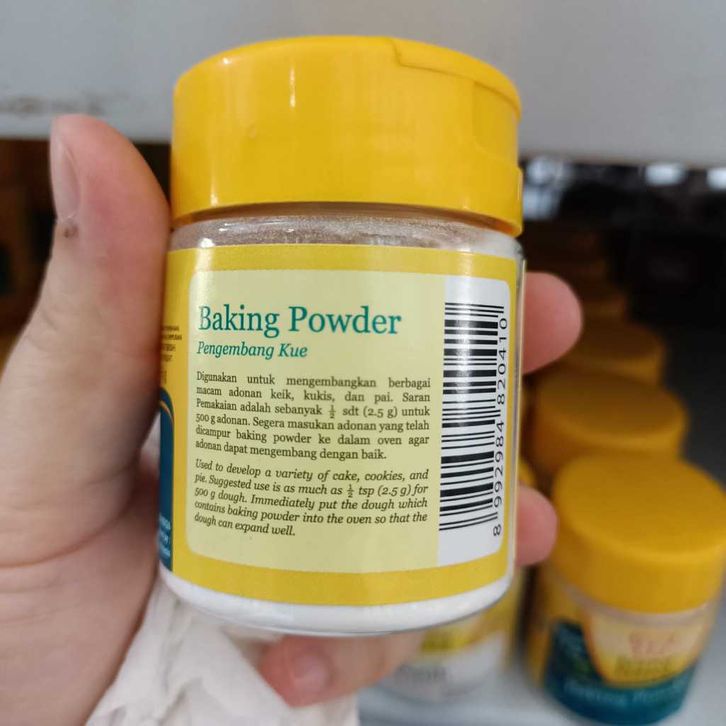 Baking Powder
Pengembang Kue
Digunakan untuk mengembangkan berbagai
macam adonan keik, kukis, dan pai. Saran
Pemakaian adalah sebanyak ½ sdt (2.5 g) untuk
500 g adonan. Segera masukan adonan yang telah
dicampur baking powder ke dalam oven agar
adonan dapat mengembang dengan baik.
Used to develop a variety of cake, cookies, and
pie. Suggested use is as much as ½ tsp (2.5 g) for
500 g dough. Immediately put the dough which
contains baking powder into the oven so that the
dough can expand well.
8 992984 820410